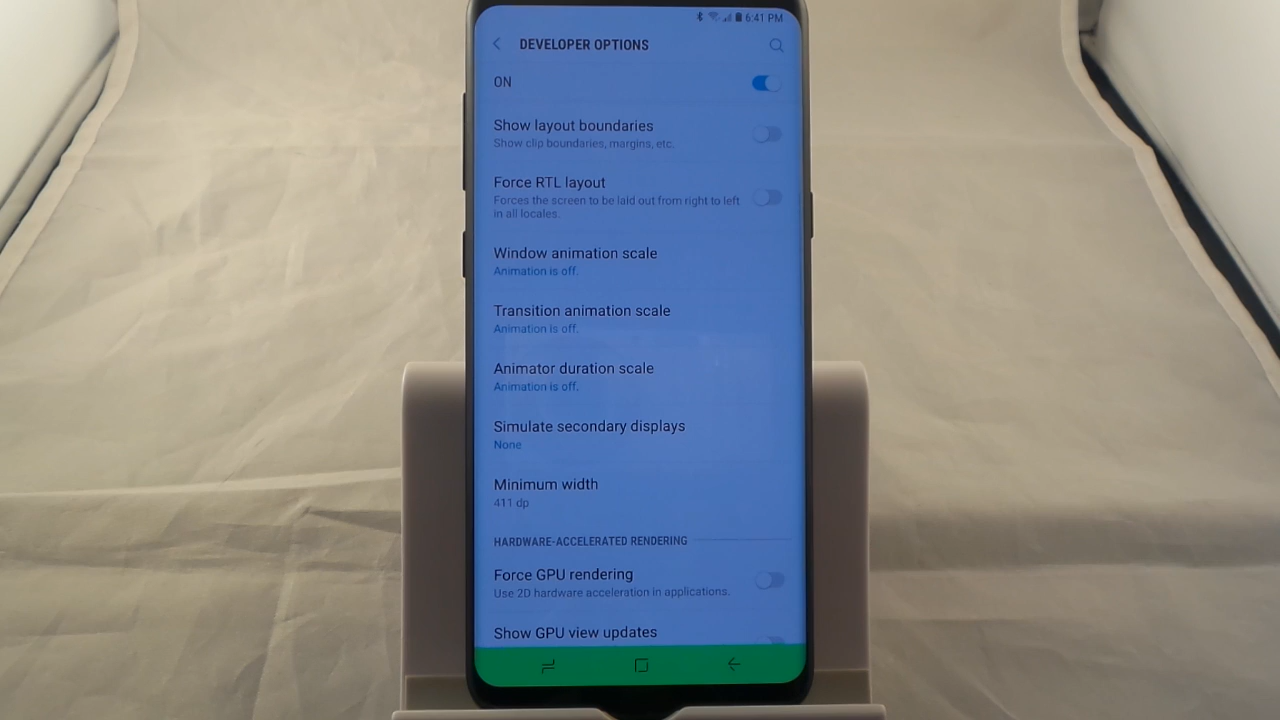 6:41 PM
DEVELOPER OPTIONS
ON
Show layout boundaries
Show clip boundaries, margins, etc.
Force RTL layout
Forces the screen to be laid out from right to left
in all locales.
Window animation scale
Animation is off.
Transition animation scale
Animation is off.
Animator duration scale
Animation is off.
Simulate secondary displays
None
Minimum width
411 dp
HARDWARE-ACCELERATED RENDERING
Force GPU rendering
Use 2D hardware acceleration in applications.
Show GPU view updates